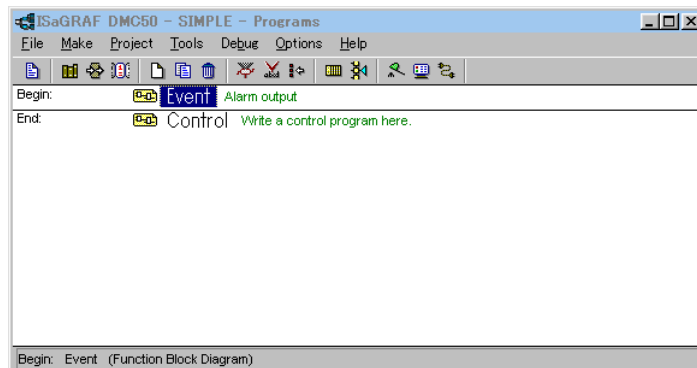 ISaGRAF DMC50 - SIMPLE - Programs
File Make Project Tools Debug Options Help
Begin: Event Alarm output
End: Control Write a control program here.
Begin: Event (Function Block Diagram)